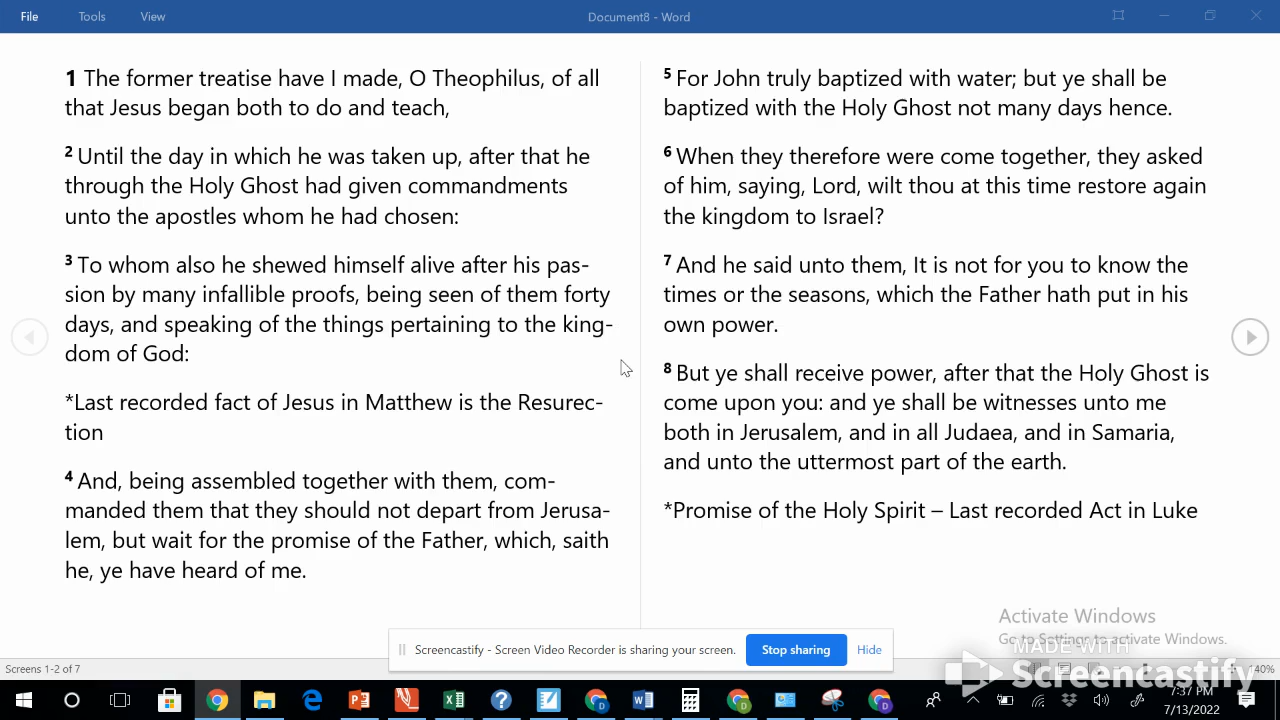 File Tools View Document8 - Word
1 The former treatise have I made, O Theophilus, of all
that Jesus began both to do and teach,
2 Until the day in which he was taken up, after that he
through the Holy Ghost had given commandments
unto the apostles whom he had chosen:
3 To whom also he shewed himself alive after his pas-
sion by many infallible proofs, being seen of them forty
days, and speaking of the things pertaining to the king-
dom of God:
*Last recorded fact of Jesus in Matthew is the Resurec-
tion
4 And, being assembled together with them, com-
manded them that they should not depart from Jerusa-
lem, but wait for the promise of the Father, which, saith
he, ye have heard of me.
5 For John truly baptized with water; but ye shall be
baptized with the Holy Ghost not many days hence.
6 When they therefore were come together, they asked
of him, saying, Lord, wilt thou at this time restore again
the kingdom to Israel?
7 And he said unto them, It is not for you to know the
times or the seasons, which the Father hath put in his
own power.
8 But ye shall receive power, after that the Holy Ghost is
come upon you: and ye shall be witnesses unto me
both in Jerusalem, and in all Judaea, and in Samaria,
and unto the uttermost part of the earth.
*Promise of the Holy Spirit – Last recorded Act in Luke
Activate Windows
Go to Settings to activate Windows.
MADE WITH
Screencastify
Screencastify - Screen Video Recorder is sharing your screen. Stop sharing Hide
Screens 1-2 of 7
140%
7:37 PM
7/13/2022